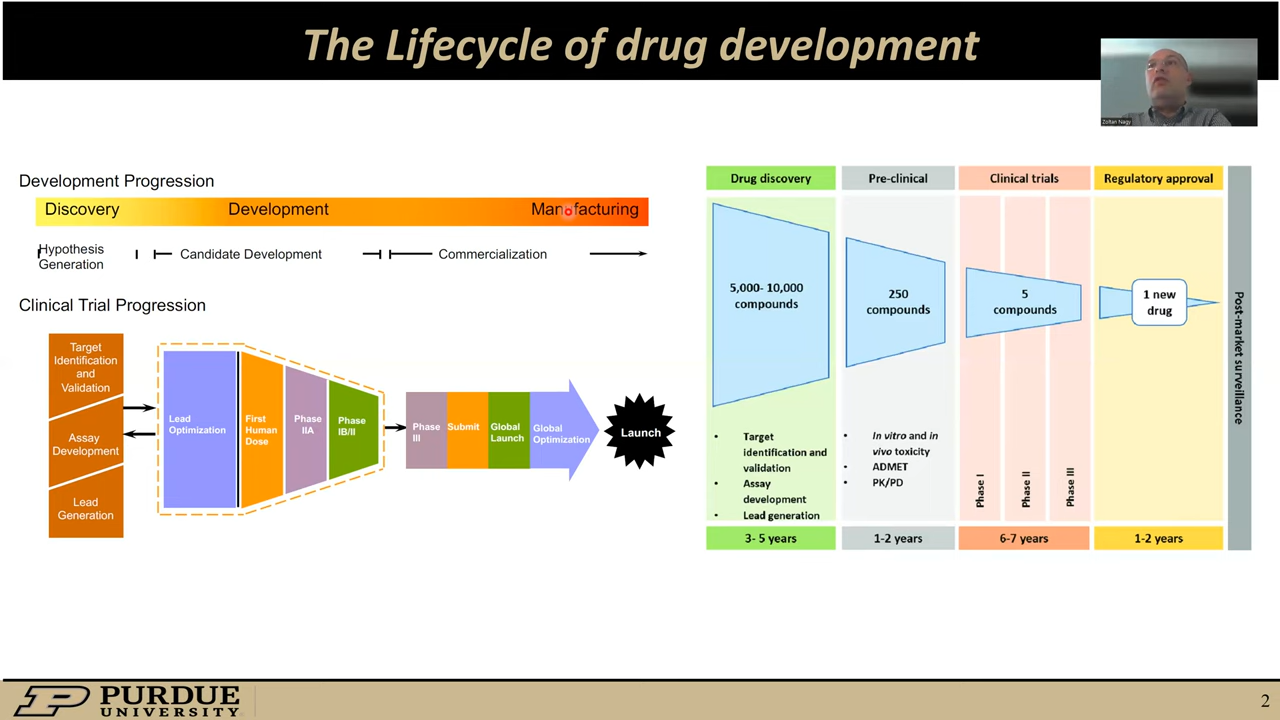 The Lifecycle of drug development
Zoltan Nagy
Development Progression
Discovery
Development
Manufacturing
Hypothesis
Generation
Candidate Development
Commercialization
Clinical Trial Progression
Target
Identification
and
Validation
Assay
Development
Lead
Generation
Lead
Optimization
First
Human
Dose
Phase
IIA
Phase
IB/II
Phase
III
Submit
Global
Launch
Global
Optimization
Launch
Drug discovery
5,000- 10,000
compounds
• Target
identification and
validation
• Assay
development
• Lead generation
3- 5 years
Pre-clinical
250
compounds
• In vitro and in
vivo toxicity
• ADMET
• PK/PD
1-2 years
Clinical trials
5
compounds
Phase I
Phase II
Phase III
6-7 years
Regulatory approval
1 new
drug
1-2 years
Post-market surveillance
PURDUE
UNIVERSITY
2